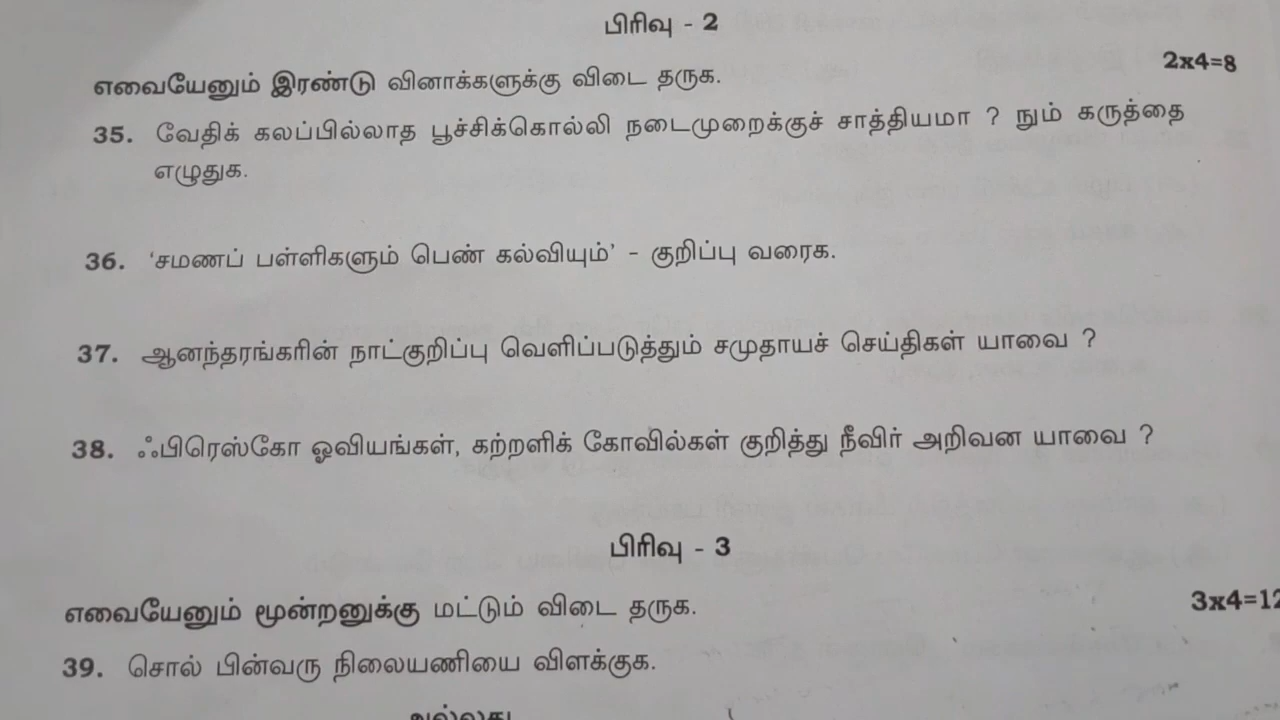 பிரிவு - 2
2x4=8
எவையேனும் இரண்டு வினாக்களுக்கு விடை தருக.
35. வேதிக் கலப்பில்லாத பூச்சிக்கொல்லி நடைமுறைக்குச் சாத்தியமா ? நும் கருத்தை
எழுதுக.
36. 'சமணப் பள்ளிகளும் பெண் கல்வியும்' - குறிப்பு வரைக.
37. ஆனந்தரங்கரின் நாட்குறிப்பு வெளிப்படுத்தும் சமுதாயச் செய்திகள் யாவை ?
38. ஃபிரெஸ்கோ ஓவியங்கள், கற்றளிக் கோவில்கள் குறித்து நீவிர் அறிவன யாவை ?
பிரிவு - 3
எவையேனும் மூன்றனுக்கு மட்டும் விடை தருக.
3x4=12
39. சொல் பின்வரு நிலையணியை விளக்குக.
அல்லது